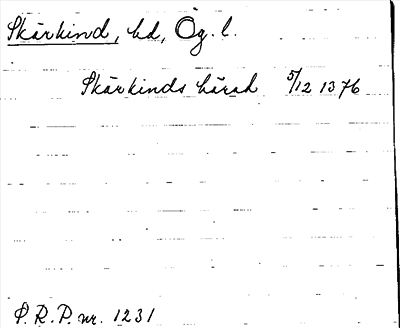 Skärkind, hd, Ög. l.
Skärkinds härad 5/12 1376
P. R. P. nr. 1231